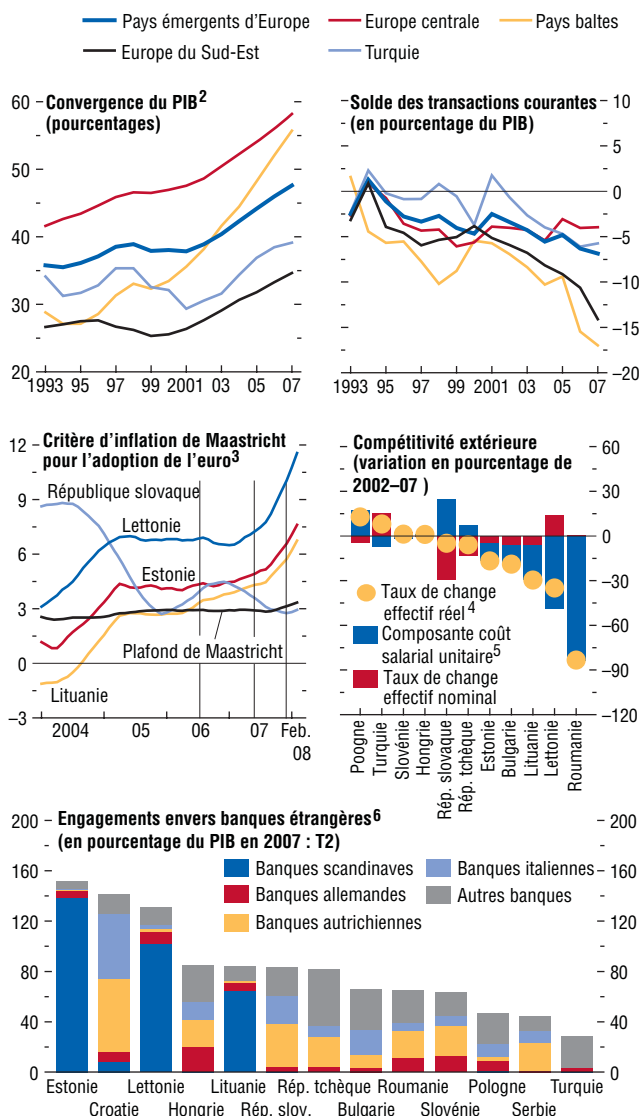 Pays émergents d'Europe
Europe centrale
Pays baltes
Europe du Sud-Est
Turquie
Convergence du PIB2
(pourcentages)
60
50
40
30
20
1993 95 97 99 2001 03 05 07
Solde des transactions courantes
(en pourcentage du PIB)
10
5
0
–5
–10
–15
–20
1993 95 97 99 2001 03 05 07
Critère d'inflation de Maastricht
pour l'adoption de l'euro3
12
9
6
3
0
–3
République slovaque
Lettonie
Estonie
Plafond de Maastricht
Lituanie
2004 05 06 07 Feb.
08
Compétitivité extérieure
(variation en pourcentage de
2002–07 )
60
30
0
–30
–60
–90
–120
Taux de change
effectif réel4
Composante coût
salarial unitaire5
Taux de change
effectif nominal
Poogne
Turquie
Slovénie
Hongrie
Rép. slovaque
Rép. tchèque
Estonie
Bulgarie
Lituanie
Lettonie
Roumanie
Engagements envers banques étrangères6
(en pourcentage du PIB en 2007 : T2)
200
160
120
80
40
0
Banques scandinaves
Banques allemandes
Banques autrichiennes
Banques italiennes
Autres banques
200
160
120
80
40
0
Estonie Lettonie Lituanie Rép. tchèque Roumanie Pologne Turquie
Croatie Hongrie Rép. slov. Bulgarie Slovénie Serbie